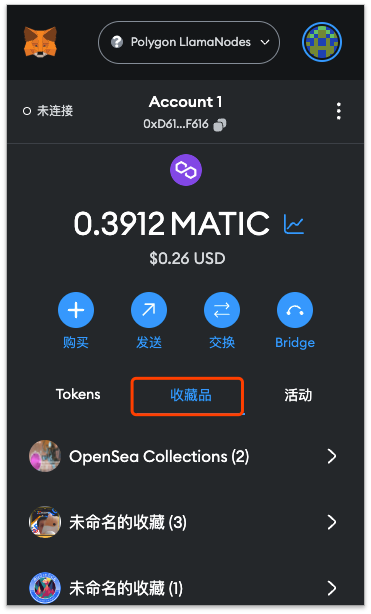 Polygon LlamaNodes
未连接
Account 1
0xD61...F616
0.3912 MATIC
$0.26 USD
购买
发送
交换
Bridge
Tokens
收藏品
活动
OpenSea Collections (2)
未命名的收藏 (3)
未命名的收藏 (1)